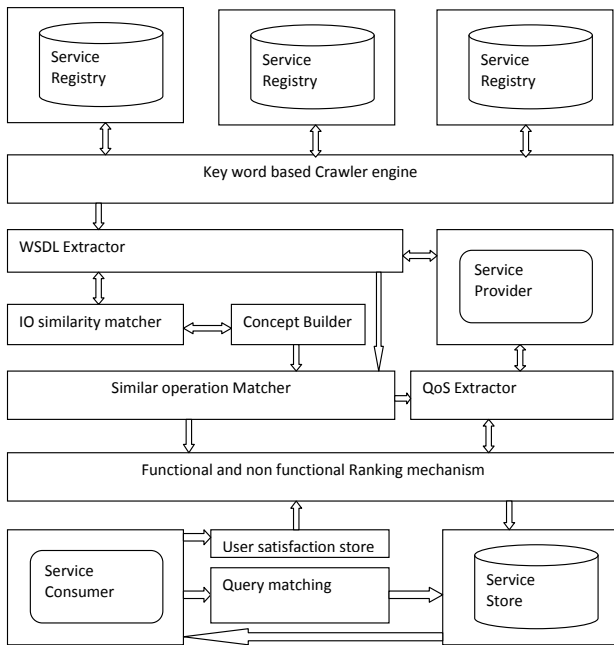 Service
Registry
Service
Registry
Service
Registry
Key word based Crawler engine
WSDL Extractor
Service
Provider
IO similarity matcher
Concept Builder
Similar operation Matcher
QoS Extractor
Functional and non functional Ranking mechanism
User satisfaction store
Service
Consumer
Query matching
Service
Store